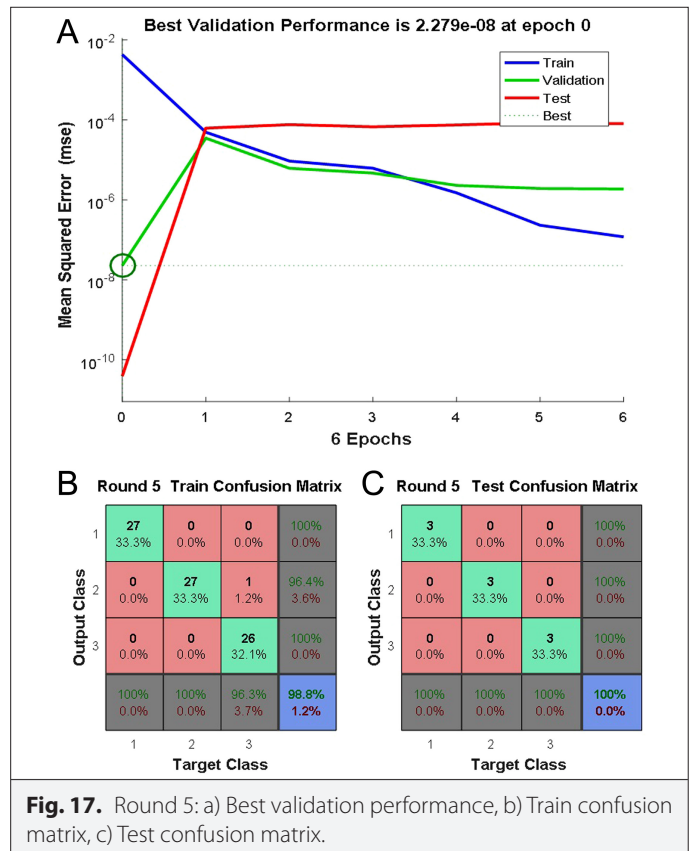 A
Best Validation Performance is 2.279e-08 at epoch 0
Mean Squared Error (mse)
10-2
10-4
10-6
10-8
10-10
Train
Validation
Test
Best
0 1 2 3 4 5 6
6 Epochs
B
Round 5 Train Confusion Matrix
Output Class
1
27 0 0 100%
33.3% 0.0% 0.0% 0.0%
2
0 27 1 96.4%
0.0% 33.3% 1.2% 3.6%
3
0 0 26 100%
0.0% 0.0% 32.1% 0.0%
100% 100% 96.3% 98.8%
0.0% 0.0% 3.7% 1.2%
1 2 3
Target Class
C
Round 5 Test Confusion Matrix
Output Class
1
3 0 0 100%
33.3% 0.0% 0.0% 0.0%
2
0 3 0 100%
0.0% 33.3% 0.0% 0.0%
3
0 0 3 100%
0.0% 0.0% 33.3% 0.0%
100% 100% 100% 100%
0.0% 0.0% 0.0% 0.0%
1 2 3
Target Class
Fig. 17. Round 5: a) Best validation performance, b) Train confusion
matrix, c) Test confusion matrix.